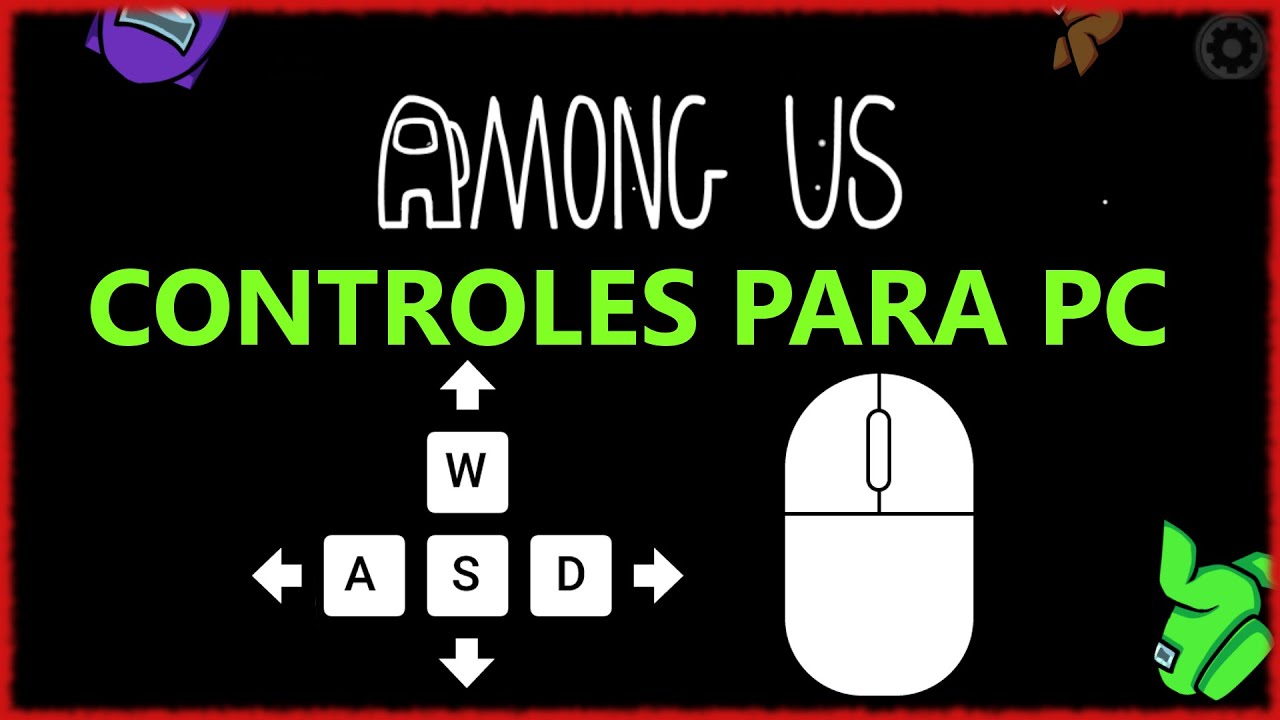 AMONG US
CONTROLES PARA PC
W
A S D